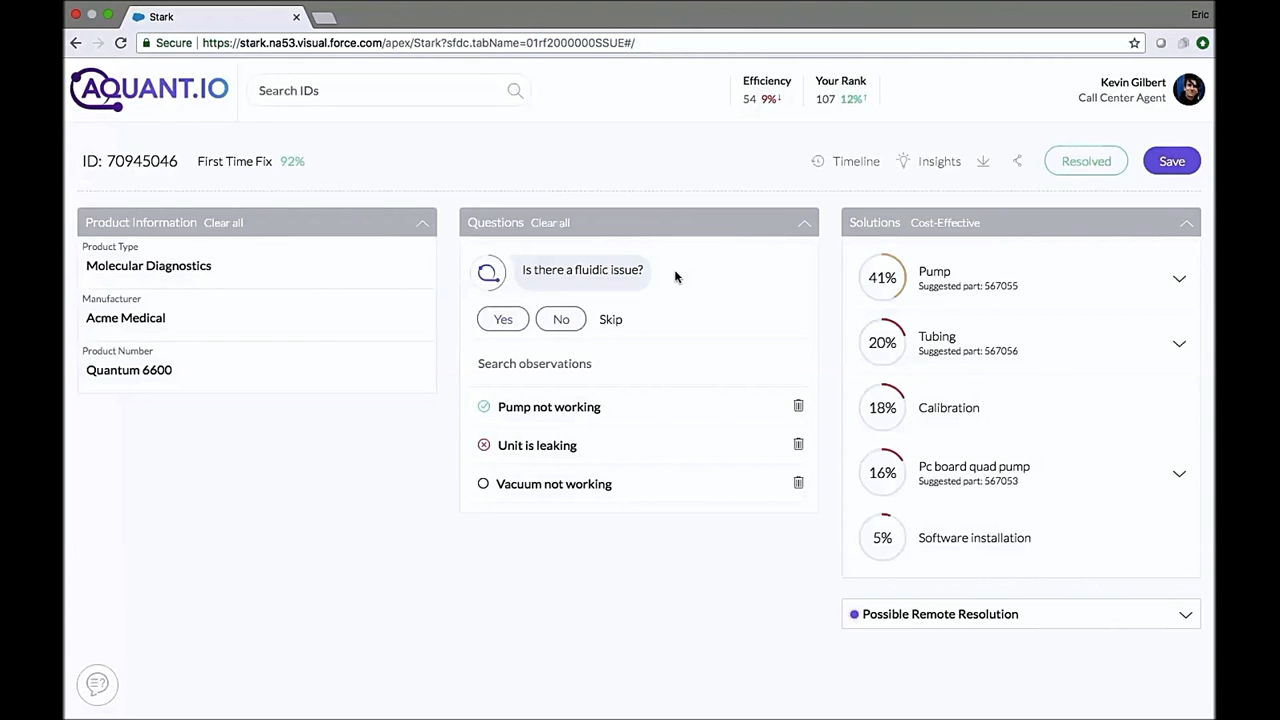 Stark
Eric
Secure
https://stark.na53.visual.force.com/apex/Stark?sfdc.tabName=01rf2000000SSUE#/
AQUANT.IO
Search IDs
Efficiency
54 9%↓
Your Rank
107 12%↑
Kevin Gilbert
Call Center Agent
ID: 70945046
First Time Fix 92%
Timeline
Insights
Resolved
Save
Product Information Clear all
Product Type
Molecular Diagnostics
Manufacturer
Acme Medical
Product Number
Quantum 6600
Questions Clear all
Is there a fluidic issue?
Yes
No
Skip
Search observations
Pump not working
Unit is leaking
Vacuum not working
Solutions Cost-Effective
41%
Pump
Suggested part: 567055
20%
Tubing
Suggested part: 567056
18%
Calibration
16%
Pc board quad pump
Suggested part: 567053
5%
Software installation
Possible Remote Resolution